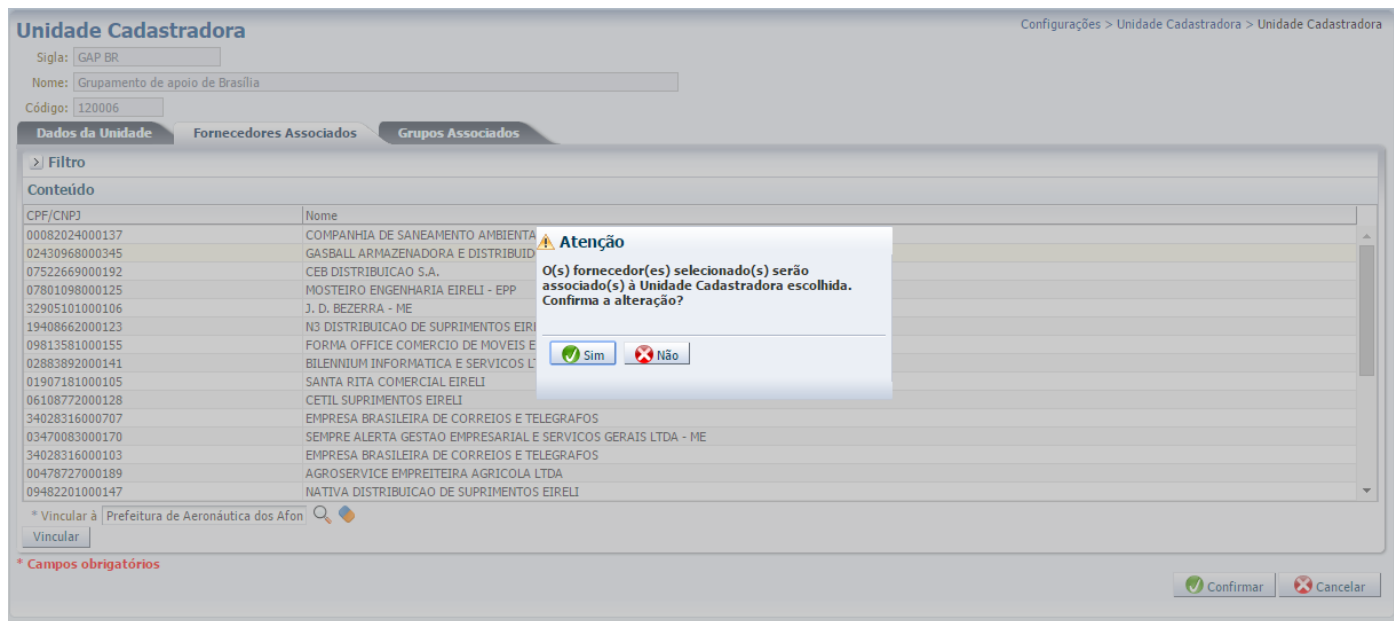 Unidade Cadastradora
Configurações > Unidade Cadastradora > Unidade Cadastradora
Sigla: GAP BR
Nome: Grupamento de apoio de Brasília
Código: 120006
Dados da Unidade Fornecedores Associados Grupos Associados
> Filtro
Conteúdo
CPF/CNPJ Nome
00082024000137 COMPANHIA DE SANEAMENTO AMBIENTA
02430968000345 GASBALL ARMAZENADORA E DISTRIBUID
07522669000192 CEB DISTRIBUICAO S.A.
07801098000125 MOSTEIRO ENGENHARIA EIRELI - EPP
32905101000106 J. D. BEZERRA - ME
19408662000123 N3 DISTRIBUICAO DE SUPRIMENTOS EIRE
09813581000155 FORMA OFFICE COMERCIO DE MOVEIS E
02883892000141 BILENNIUM INFORMATICA E SERVICOS LT
01907181000105 SANTA RITA COMERCIAL EIRELI
06108772000128 CETIL SUPRIMENTOS EIRELI
34028316000707 EMPRESA BRASILEIRA DE CORREIOS E TELEGRAFOS
03470083000170 SEMPRE ALERTA GESTAO EMPRESARIAL E SERVICOS GERAIS LTDA - ME
34028316000103 EMPRESA BRASILEIRA DE CORREIOS E TELEGRAFOS
00478727000189 AGROSERVICE EMPREITEIRA AGRICOLA LTDA
09482201000147 NATIVA DISTRIBUICAO DE SUPRIMENTOS EIRELI
Atenção
O(s) fornecedor(es) selecionado(s) serão
associado(s) à Unidade Cadastradora escolhida.
Confirma a alteração?
Sim Não
* Vincular à Prefeitura de Aeronáutica dos Afon
Vincular
* Campos obrigatórios
Confirmar Cancelar